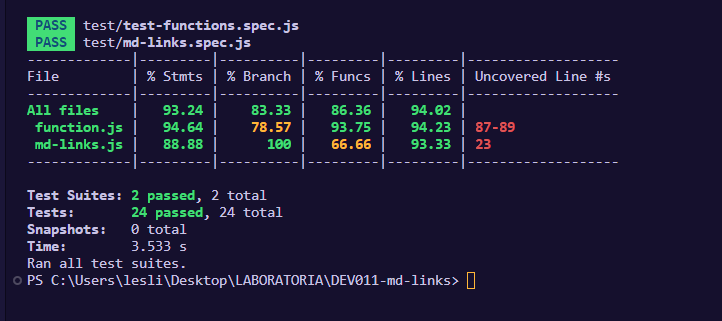 PASS test/test-functions.spec.js
PASS test/md-links.spec.js
-------------|---------|----------|---------|---------|-------------------
File | % Stmts | % Branch | % Funcs | % Lines | Uncovered Line #s
-------------|---------|----------|---------|---------|-------------------
All files | 93.24 | 83.33 | 86.36 | 94.02 |
function.js | 94.64 | 78.57 | 93.75 | 94.23 | 87-89
md-links.js | 88.88 | 100 | 66.66 | 93.33 | 23
-------------|---------|----------|---------|---------|-------------------
Test Suites: 2 passed, 2 total
Tests: 24 passed, 24 total
Snapshots: 0 total
Time: 3.533 s
Ran all test suites.
PS C:\Users\lesli\Desktop\LABORATORIA\DEV011-md-links>